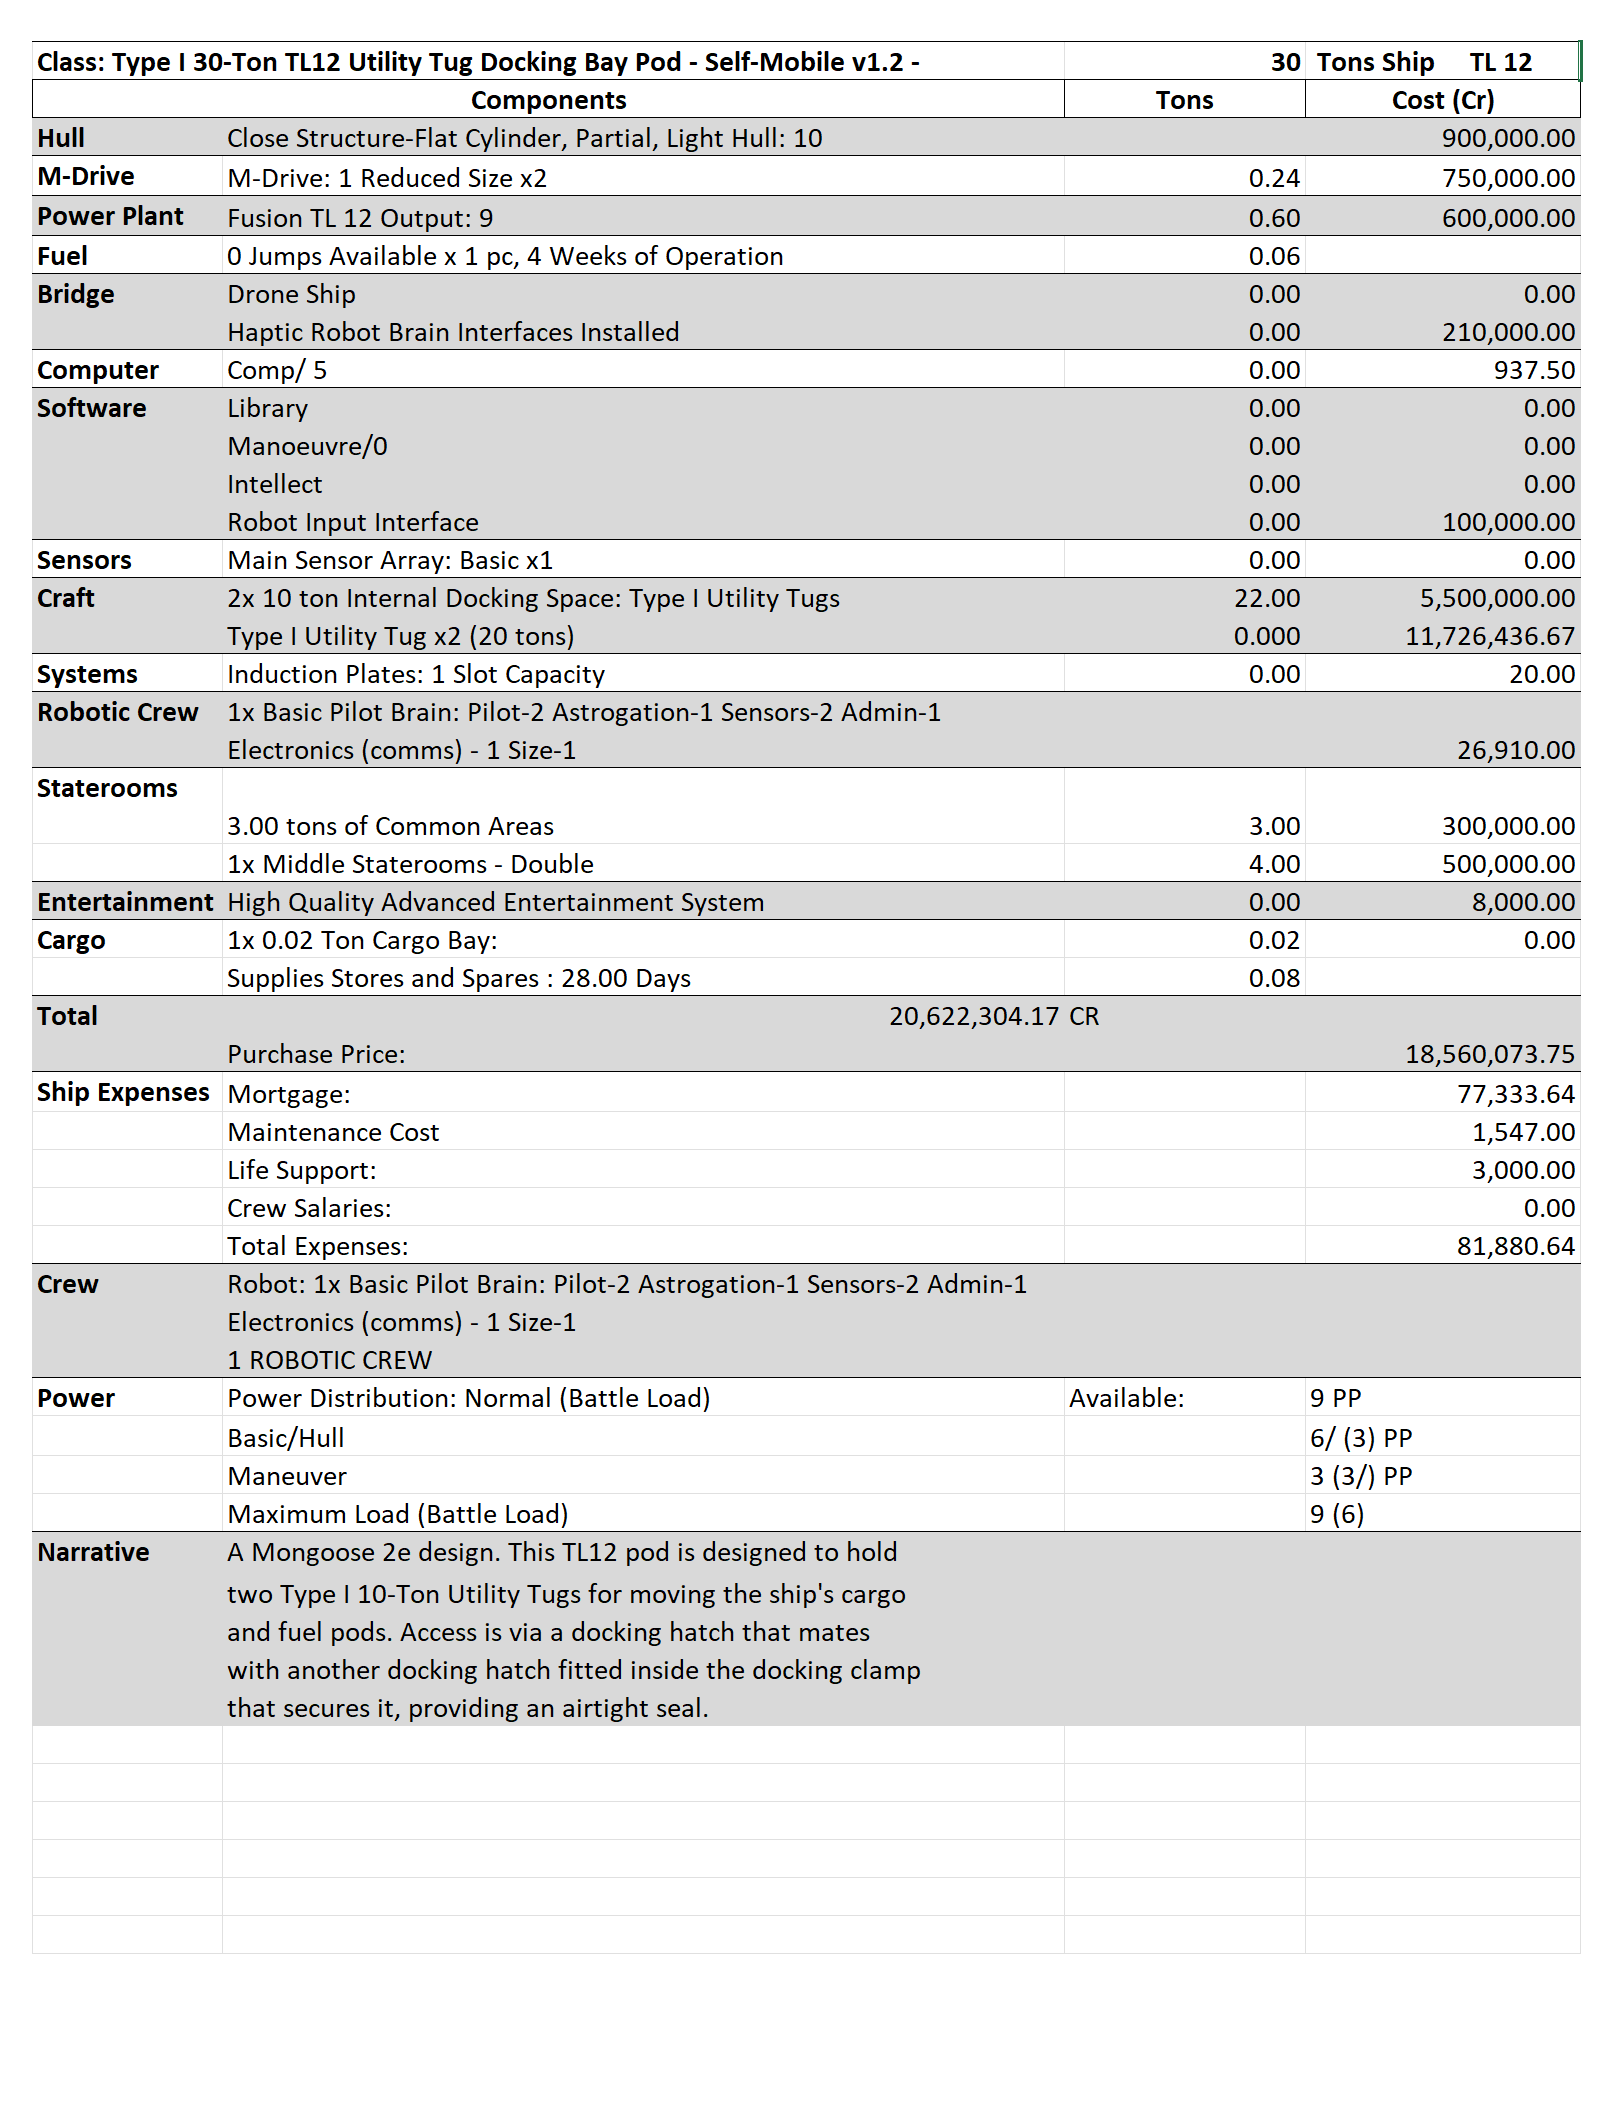 Class: Type I 30-Ton TL12 Utility Tug Docking Bay Pod - Self-Mobile v1.2 - 30 Tons Ship TL 12
Components Tons Cost (Cr)
Hull Close Structure-Flat Cylinder, Partial, Light Hull: 10 900,000.00
M-Drive M-Drive: 1 Reduced Size x2 0.24 750,000.00
Power Plant Fusion TL 12 Output: 9 0.60 600,000.00
Fuel 0 Jumps Available x 1 pc, 4 Weeks of Operation 0.06
Bridge Drone Ship 0.00 0.00
Haptic Robot Brain Interfaces Installed 0.00 210,000.00
Computer Comp/ 5 0.00 937.50
Software Library 0.00 0.00
Manoeuvre/0 0.00 0.00
Intellect 0.00 0.00
Robot Input Interface 0.00 100,000.00
Sensors Main Sensor Array: Basic x1 0.00 0.00
Craft 2x 10 ton Internal Docking Space: Type I Utility Tugs 22.00 5,500,000.00
Type I Utility Tug x2 (20 tons) 0.000 11,726,436.67
Systems Induction Plates: 1 Slot Capacity 0.00 20.00
Robotic Crew 1x Basic Pilot Brain: Pilot-2 Astrogation-1 Sensors-2 Admin-1
Electronics (comms) - 1 Size-1 26,910.00
Staterooms
3.00 tons of Common Areas 3.00 300,000.00
1x Middle Staterooms - Double 4.00 500,000.00
Entertainment High Quality Advanced Entertainment System 0.00 8,000.00
Cargo 1x 0.02 Ton Cargo Bay: 0.02 0.00
Supplies Stores and Spares : 28.00 Days 0.08
Total 20,622,304.17 CR
Purchase Price: 18,560,073.75
Ship Expenses Mortgage: 77,333.64
Maintenance Cost 1,547.00
Life Support: 3,000.00
Crew Salaries: 0.00
Total Expenses: 81,880.64
Crew Robot: 1x Basic Pilot Brain: Pilot-2 Astrogation-1 Sensors-2 Admin-1
Electronics (comms) - 1 Size-1
1 ROBOTIC CREW
Power Power Distribution: Normal (Battle Load) Available: 9 PP
Basic/Hull 6/ (3) PP
Maneuver 3 (3/) PP
Maximum Load (Battle Load) 9 (6)
Narrative A Mongoose 2e design. This TL12 pod is designed to hold
two Type I 10-Ton Utility Tugs for moving the ship's cargo
and fuel pods. Access is via a docking hatch that mates
with another docking hatch fitted inside the docking clamp
that secures it, providing an airtight seal.